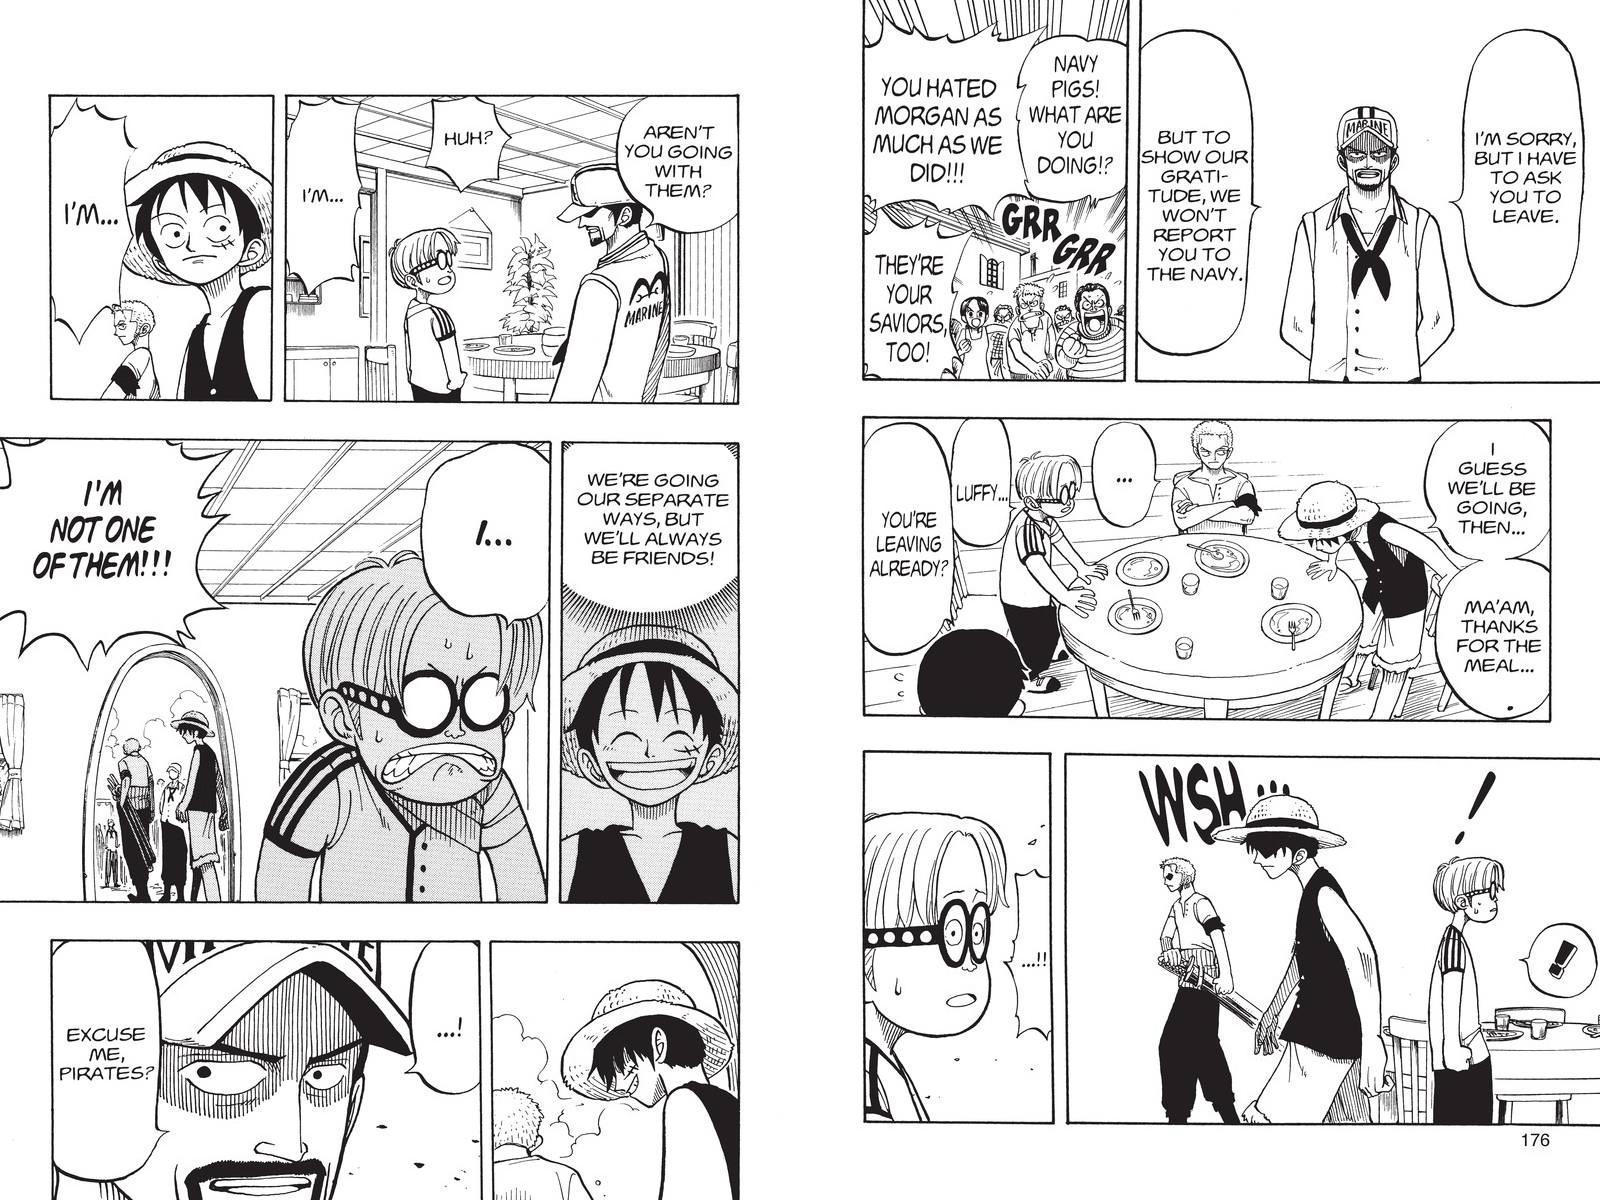 I'M SORRY,
BUT I HAVE
TO ASK
YOU TO
LEAVE.
MARINE
BUT TO
SHOW OUR
GRATI-
TUDE, WE
WON'T
REPORT
YOU TO
THE NAVY.
NAVY
PIGS!
WHAT ARE
YOU
DOING!?
YOU HATED
MORGAN AS
MUCH AS WE
DID!!!
GRR
GRR
THEY'RE
YOUR
SAVIORS,
TOO!
I
GUESS
WE'LL BE
GOING,
THEN...
MA'AM,
THANKS
FOR THE
MEAL...
...
LUFFY...
YOU'RE
LEAVING
ALREADY?
!
!
WSH...
...!!
176
AREN'T
YOU GOING
WITH
THEM?
HUH?
MARINE
I'M...
I'M...
WE'RE GOING
OUR SEPARATE
WAYS, BUT
WE'LL ALWAYS
BE FRIENDS!
I...
I'M
NOT ONE
OF THEM!!!
...!
EXCUSE
ME,
PIRATES?